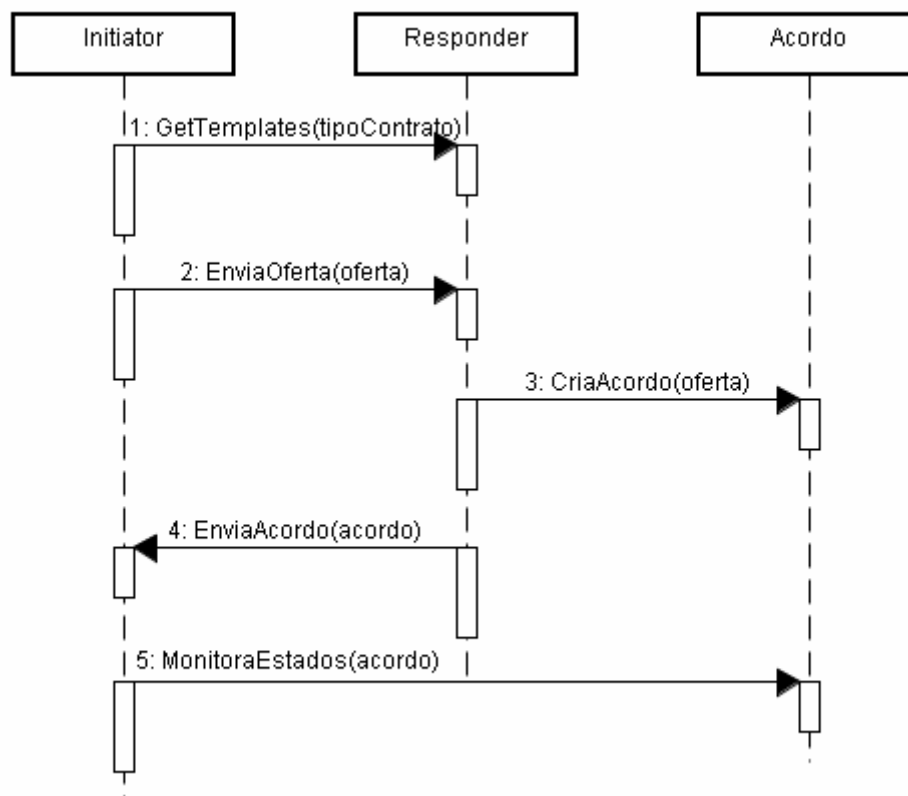 Initiator
Responder
Acordo
1: GetTemplates(tipoContrato)
2: EnviaOferta(oferta)
3: CriaAcordo(oferta)
4: EnviaAcordo(acordo)
5: MonitoraEstados(acordo)